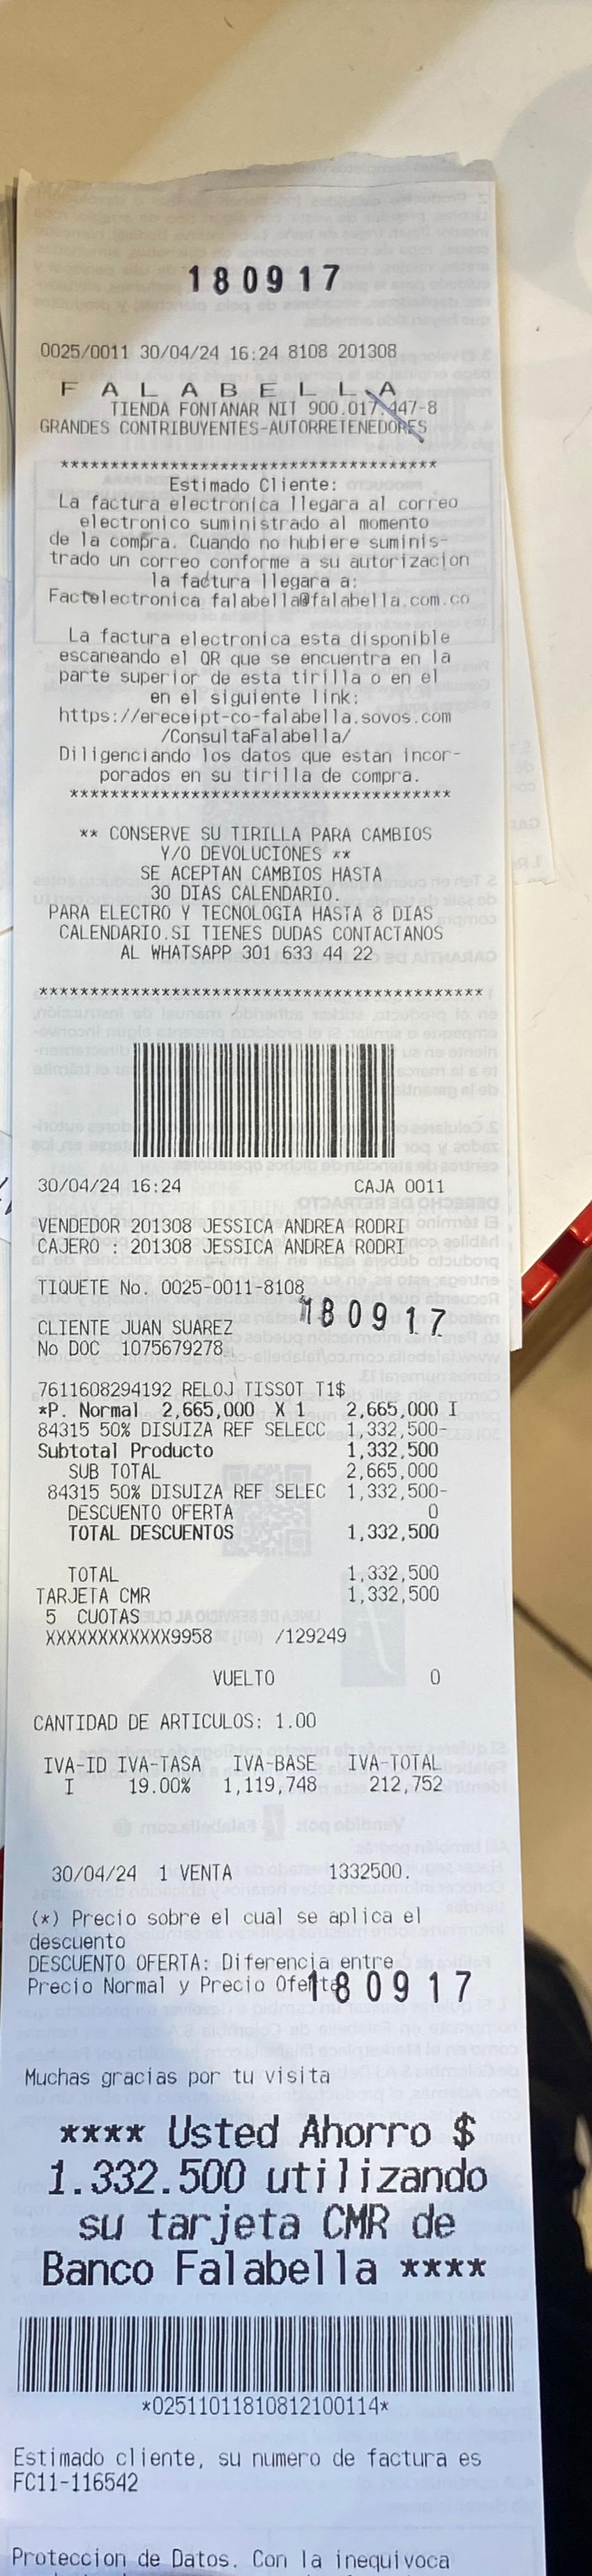 180917
0025/0011 30/04/24 16:24 8108 201308
F A L A B E L L A
TIENDA FONTANAR NIT 900.017.447-8
GRANDES CONTRIBUYENTES-AUTORRETENEDORES
*************************************
Estimado Cliente:
La factura electronica llegara al correo
electronico suministrado al momento
de la compra. Cuando no hubiere suminis-
trado un correo conforme a su autorizacion
la factura llegara a:
Factelectronica falabella@falabella.com.co
La factura electronica esta disponible
escaneando el QR que se encuentra en la
parte superior de esta tirilla o en el
en el siguiente link:
https://ereceipt-co-falabella.sovos.com
/ConsultaFalabella/
Diligenciando los datos que estan incor-
porados en su tirilla de compra.
*************************************
** CONSERVE SU TIRILLA PARA CAMBIOS
Y/O DEVOLUCIONES **
SE ACEPTAN CAMBIOS HASTA
30 DIAS CALENDARIO.
PARA ELECTRO Y TECNOLOGIA HASTA 8 DIAS
CALENDARIO.SI TIENES DUDAS CONTACTANOS
AL WHATSAPP 301 633 44 22
*******************************************
30/04/24 16:24 CAJA 0011
VENDEDOR 201308 JESSICA ANDREA RODRI
CAJERO : 201308 JESSICA ANDREA RODRI
TIQUETE No. 0025-0011-8108
180917
CLIENTE JUAN SUAREZ
No DOC 1075679278
7611608294192 RELOJ TISSOT T1$
*P. Normal 2,665,000 X 1 2,665,000 I
84315 50% DISUIZA REF SELECC 1,332,500-
Subtotal Producto 1,332,500
SUB TOTAL 2,665,000
84315 50% DISUIZA REF SELEC 1,332,500-
DESCUENTO OFERTA 0
TOTAL DESCUENTOS 1,332,500
TOTAL 1,332,500
TARJETA CMR 1,332,500
5 CUOTAS
XXXXXXXXXXXX9958 /129249
VUELTO 0
CANTIDAD DE ARTICULOS: 1.00
IVA-ID IVA-TASA IVA-BASE IVA-TOTAL
I 19.00% 1,119,748 212,752
30/04/24 1 VENTA 1332500.
(*) Precio sobre el cual se aplica el
descuento
DESCUENTO OFERTA: Diferencia entre
Precio Normal y Precio Oferta
180917
Muchas gracias por tu visita
**** Usted Ahorro $
1.332.500 utilizando
su tarjeta CMR de
Banco Falabella ****
*02511011810812100114*
Estimado cliente, su numero de factura es
FC11-116542
Proteccion de Datos. Con la inequivoca